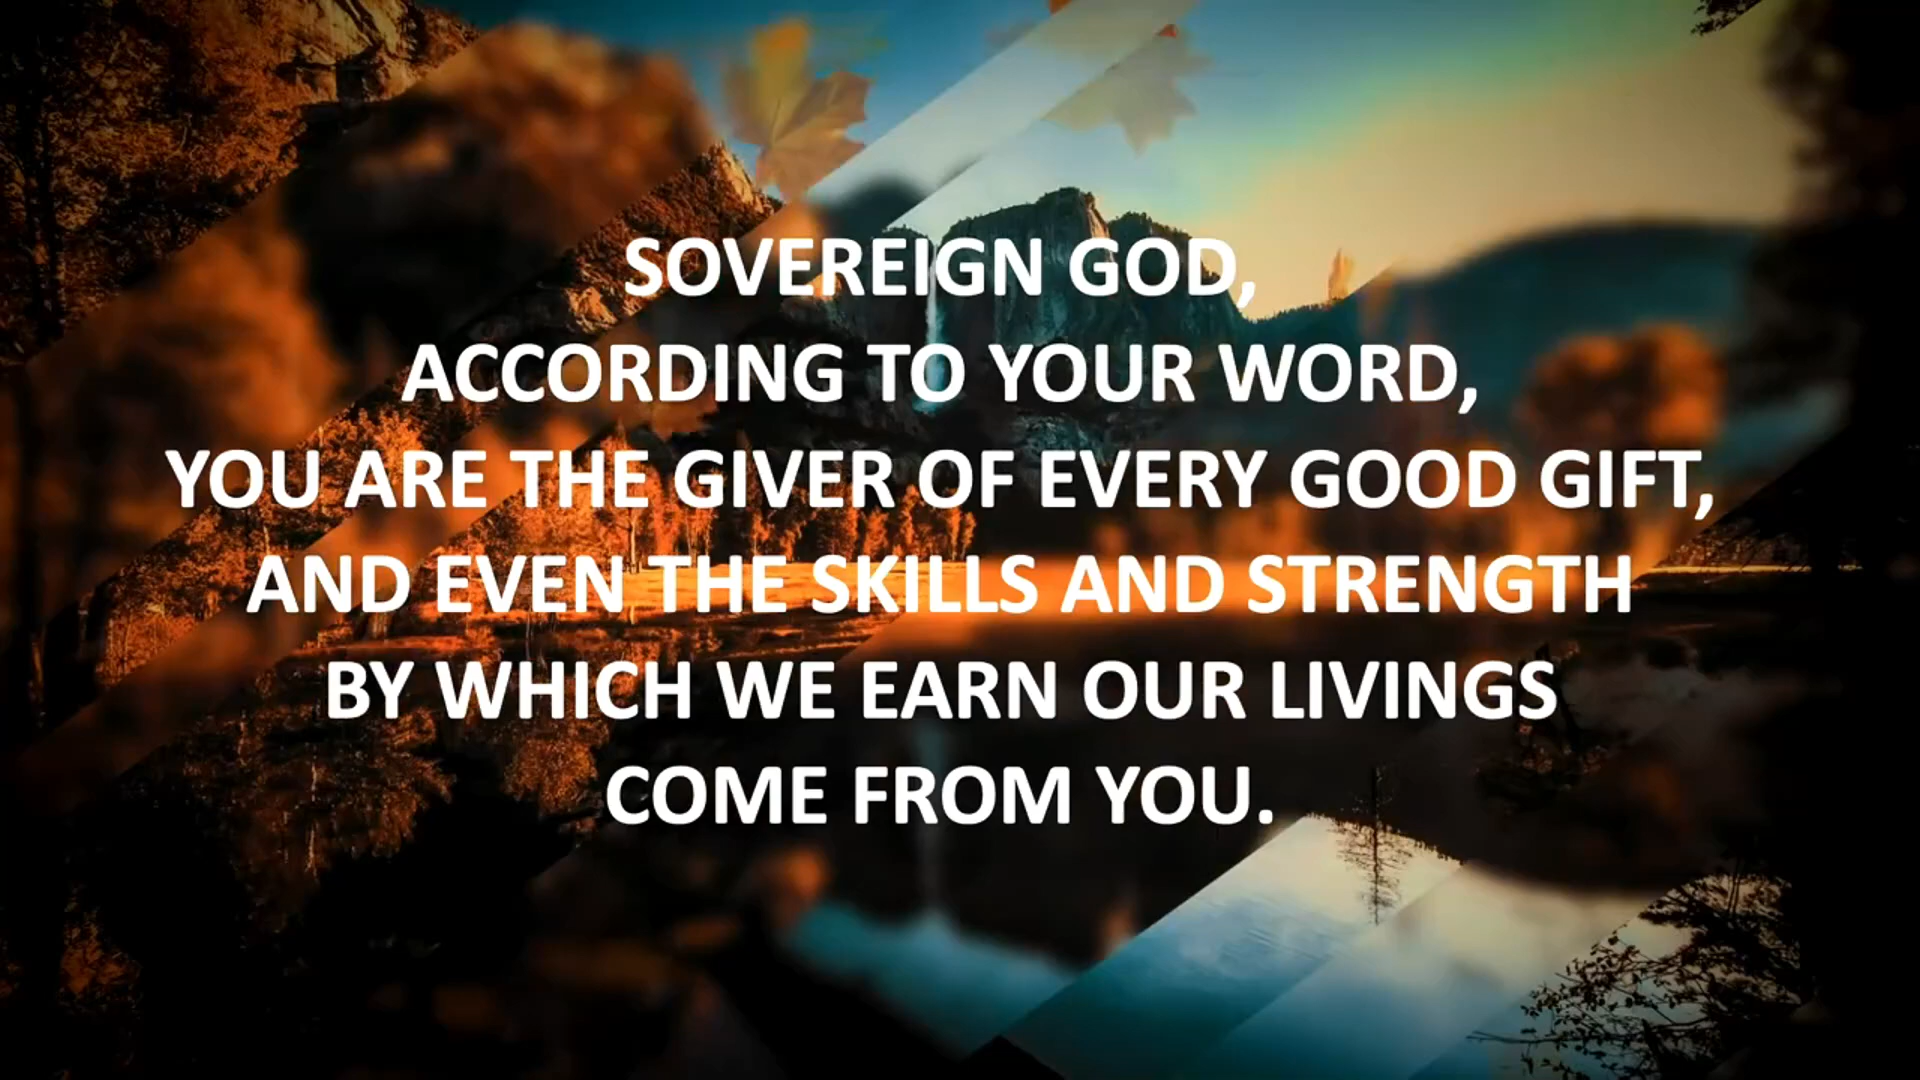 SOVEREIGN GOD,
ACCORDING TO YOUR WORD,
YOU ARE THE GIVER OF EVERY GOOD GIFT,
AND EVEN THE SKILLS AND STRENGTH
BY WHICH WE EARN OUR LIVINGS
COME FROM YOU.